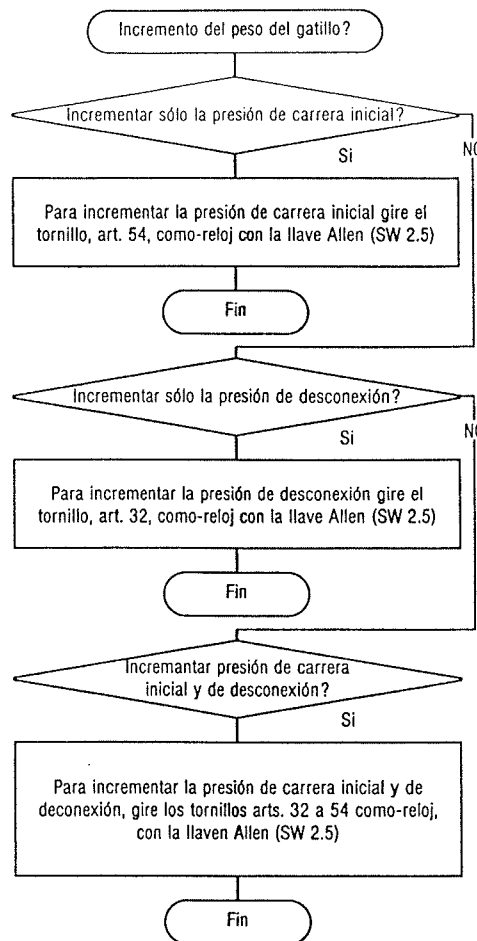 Incremento del peso del gatillo?
Incrementar sólo la presión de carrera inicial?
Si
NO
Para incrementar la presión de carrera inicial gire el
tornillo, art. 54, como-reloj con la llave Allen (SW 2.5)
Fin
Incrementar sólo la presión de desconexión?
Si
NO
Para incrementar la presión de desconexión gire el
tornillo, art. 32, como-reloj con la llave Allen (SW 2.5)
Fin
Incremantar presión de carrera
inicial y de desconexión?
Si
Para incrementar la presión de carrera inicial y de
deconexión, gire los tornillos arts. 32 a 54 como-reloj,
con la llaven Allen (SW 2.5)
Fin